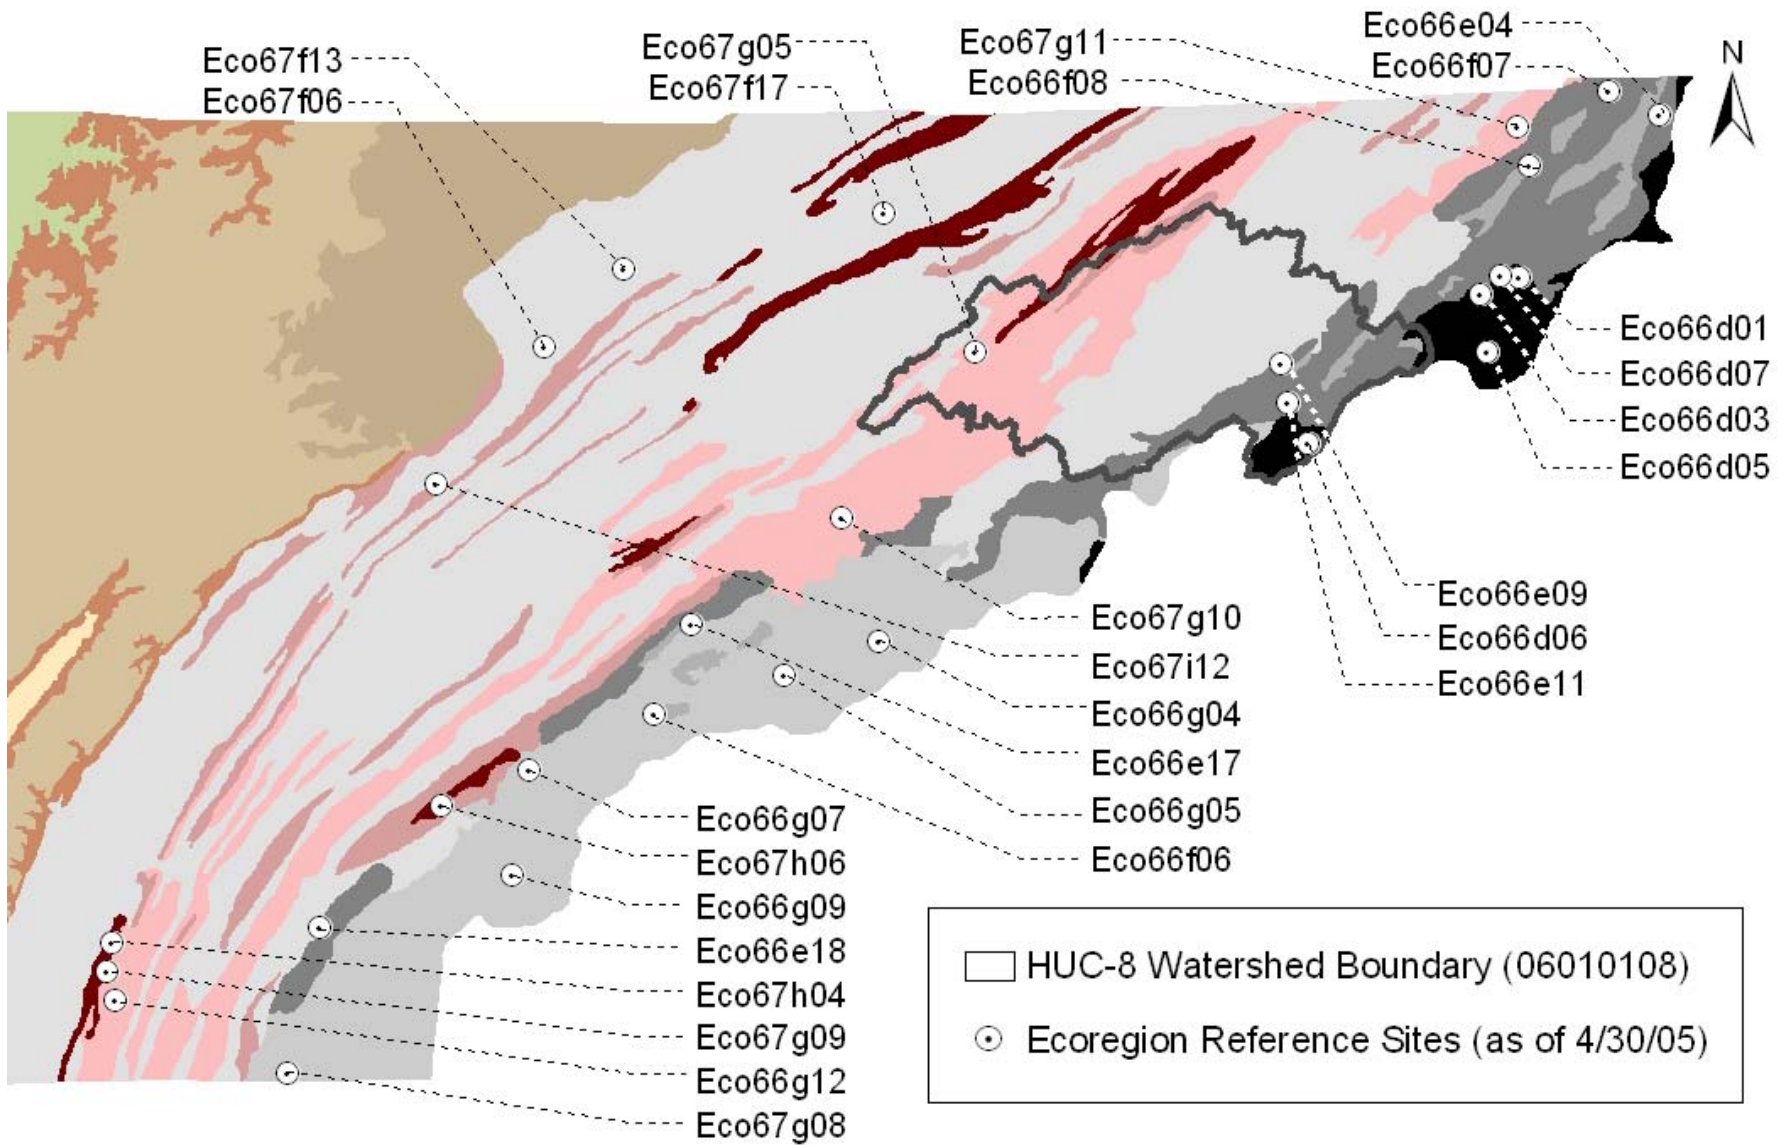 Eco67f13
Eco67f06
Eco67g05
Eco67f17
Eco67g11
Eco66f08
Eco66e04
Eco66f07
N
Eco66d01
Eco66d07
Eco66d03
Eco66d05
Eco66e09
Eco66d06
Eco66e11
Eco67g10
Eco67i12
Eco66g04
Eco66e17
Eco66g05
Eco66f06
Eco66g07
Eco67h06
Eco66g09
Eco66e18
Eco67h04
Eco67g09
Eco66g12
Eco67g08
HUC-8 Watershed Boundary (06010108)
Ecoregion Reference Sites (as of 4/30/05)